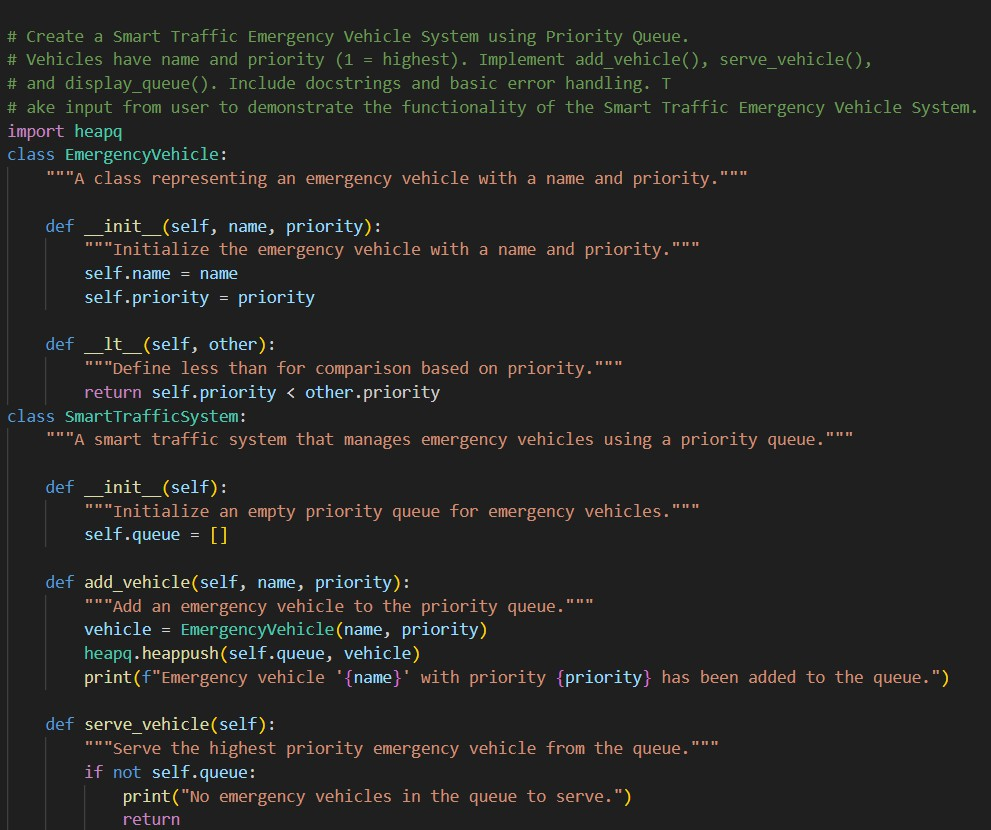 # Create a Smart Traffic Emergency Vehicle System using Priority Queue.
# Vehicles have name and priority (1 = highest). Implement add_vehicle(), serve_vehicle(),
# and display_queue(). Include docstrings and basic error handling. T
# ake input from user to demonstrate the functionality of the Smart Traffic Emergency Vehicle System.
import heapq
class EmergencyVehicle:
    """A class representing an emergency vehicle with a name and priority."""

    def __init__(self, name, priority):
        """Initialize the emergency vehicle with a name and priority."""
        self.name = name
        self.priority = priority

    def __lt__(self, other):
        """Define less than for comparison based on priority."""
        return self.priority < other.priority
class SmartTrafficSystem:
    """A smart traffic system that manages emergency vehicles using a priority queue."""

    def __init__(self):
        """Initialize an empty priority queue for emergency vehicles."""
        self.queue = []

    def add_vehicle(self, name, priority):
        """Add an emergency vehicle to the priority queue."""
        vehicle = EmergencyVehicle(name, priority)
        heapq.heappush(self.queue, vehicle)
        print(f"Emergency vehicle '{name}' with priority {priority} has been added to the queue.")

    def serve_vehicle(self):
        """Serve the highest priority emergency vehicle from the queue."""
        if not self.queue:
            print("No emergency vehicles in the queue to serve.")
            return